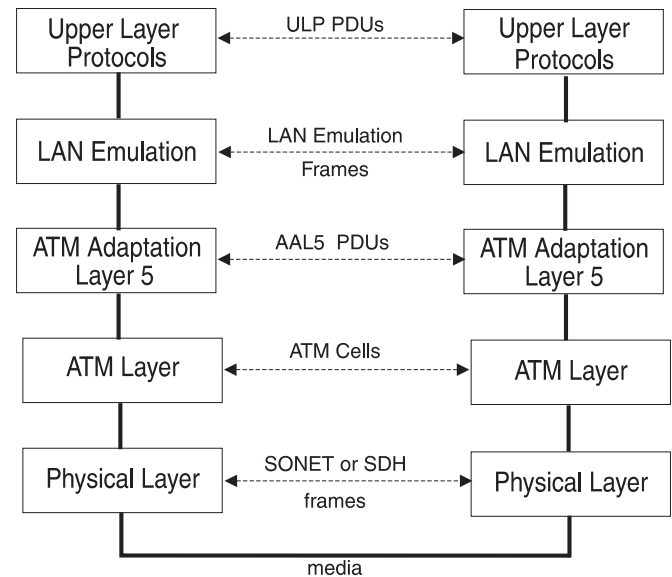 Upper Layer
Protocols
ULP PDUs
Upper Layer
Protocols
LAN Emulation
LAN Emulation
Frames
LAN Emulation
ATM Adaptation
Layer 5
AAL5 PDUs
ATM Adaptation
Layer 5
ATM Layer
ATM Cells
ATM Layer
Physical Layer
SONET or SDH
frames
Physical Layer
media